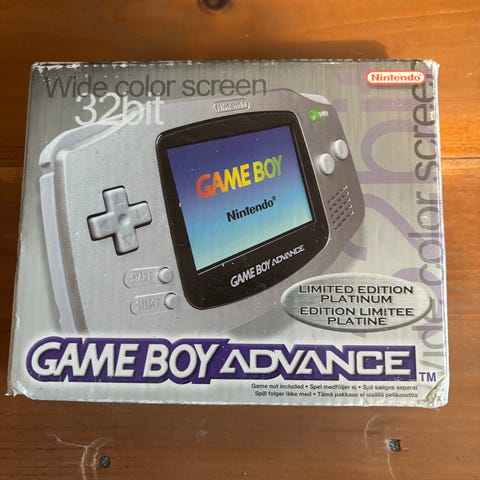 Wide color screen
32bit
Nintendo
Nintendo
GAME BOY
Nintendo®
GAME BOY ADVANCE
START
SELECT
32bit
Wide color screen
LIMITED EDITION
PLATINUM
EDITION LIMITEE
PLATINE
GAME BOY ADVANCE TM
Game not included • Spel medföljer ej • Spil sælges separat
Spill følger ikke med • Tämä pakkaus ei sisällä pelikasettia